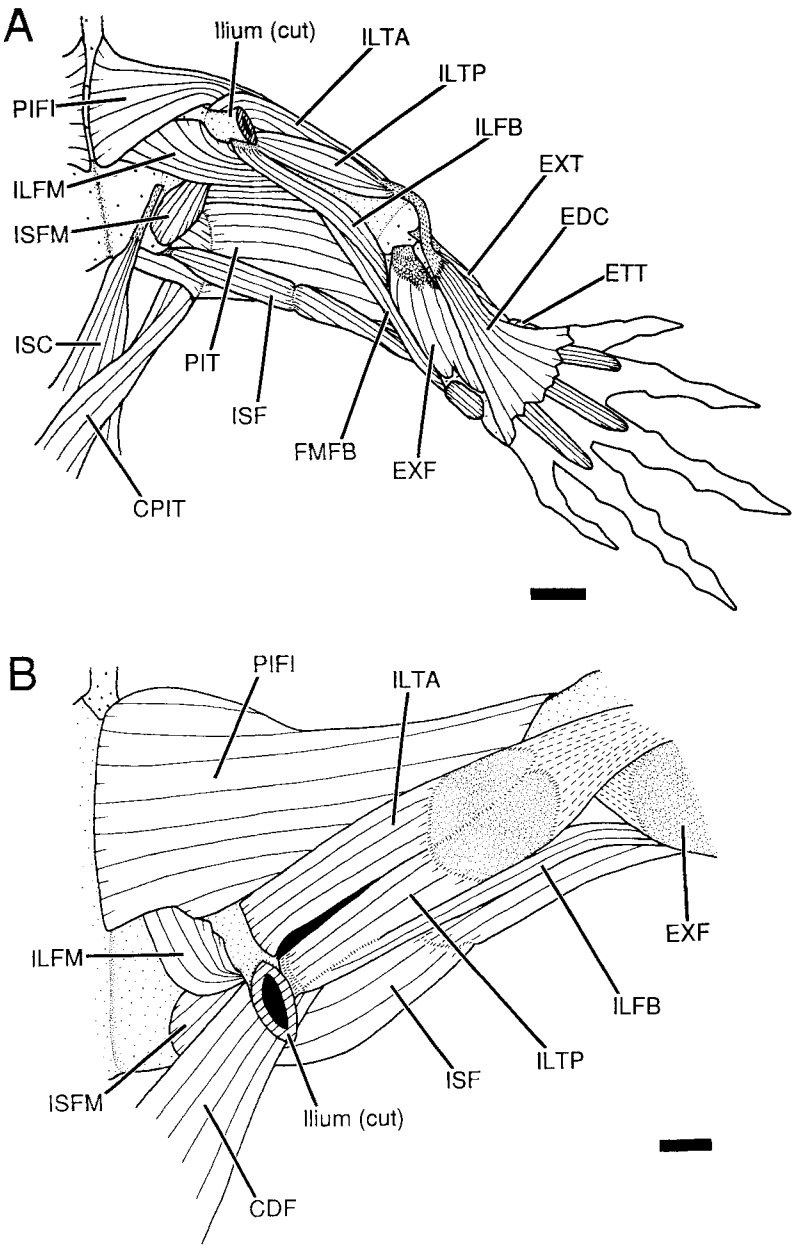 A
Ilium (cut)
ILTA
ILTP
ILFB
PIFI
EXT
EDC
ILFM
ETT
ISFM
ISC
PIT
ISF
FMFB
EXF
CPIT
B
PIFI
ILTA
EXF
ILFM
ILFB
ILTP
ISF
ISFM
Ilium (cut)
CDF